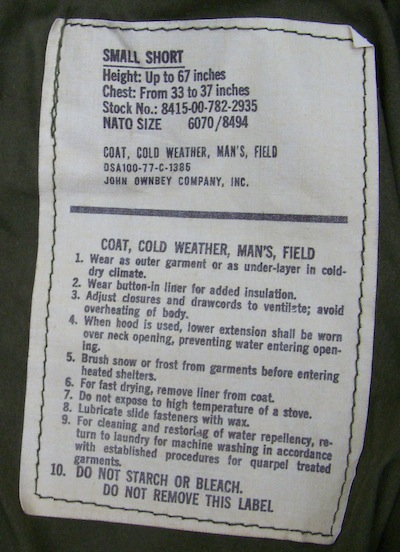 SMALL SHORT
Height: Up to 67 inches
Chest: From 33 to 37 inches
Stock No.: 8415-00-782-2935
NATO SIZE 6070/8494
COAT, COLD WEATHER, MAN'S, FIELD
DSA100-77-C-1386
JOHN OWNBEY COMPANY, INC.
COAT, COLD WEATHER, MAN'S, FIELD
1. Wear as outer garment or as under-layer in cold-
dry climate.
2. Wear button-in liner for added insulation.
3. Adjust closures and drawcords to ventilate; avoid
overheating of body.
4. When hood is used, lower extension shall be worn
over neck opening, preventing water entering open-
ing.
5. Brush snow or frost from garments before entering
heated shelters.
6. For fast drying, remove liner from coat.
7. Do not expose to high temperature of a stove.
8. Lubricate slide fasteners with wax.
9. For cleaning and restoring of water repellency, re-
turn to laundry for machine washing in accordance
with established procedures for quarpel treated
garments.
10. DO NOT STARCH OR BLEACH.
DO NOT REMOVE THIS LABEL